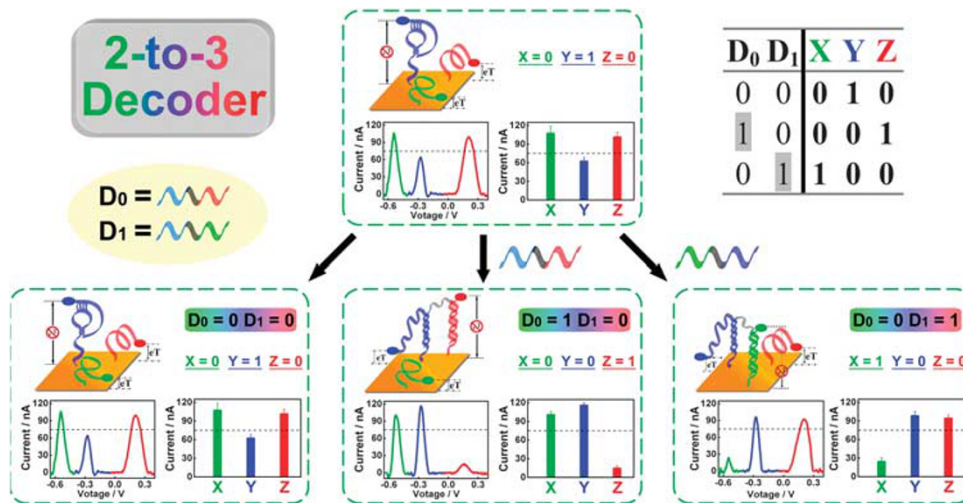 2-to-3
Decoder
D₀ =
D₁ =
N
eT
eT
X=0 Y=1 Z=0
Current / nA
120
90
60
30
0
-0.6 -0.3 0.0 0.3
Votage / V
Current / nA
120
90
60
30
0
X Y Z
D₀ D₁ X Y Z
0 0 0 1 0
1 0 0 0 1
0 1 1 0 0
N
eT
eT
D₀ = 0 D₁ = 0
X=0 Y=1 Z=0
Current / nA
120
90
60
30
0
-0.6 -0.3 0.0 0.3
Votage / V
Current / nA
120
90
60
30
0
X Y Z
N
eT
eT
D₀ = 1 D₁ = 0
X=0 Y=0 Z=1
Current / nA
120
90
60
30
0
-0.6 -0.3 0.0 0.3
Votage / V
Current / nA
120
90
60
30
0
X Y Z
N
eT
eT
D₀ = 0 D₁ = 1
X=1 Y=0 Z=0
Current / nA
120
90
60
30
0
-0.6 -0.3 0.0 0.3
Votage / V
Current / nA
120
90
60
30
0
X Y Z